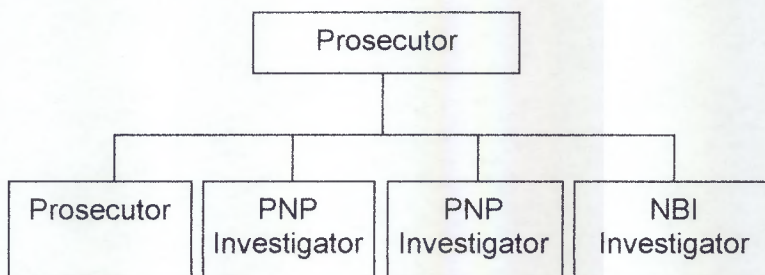 Prosecutor
Prosecutor
PNP
Investigator
PNP
Investigator
NBI
Investigator